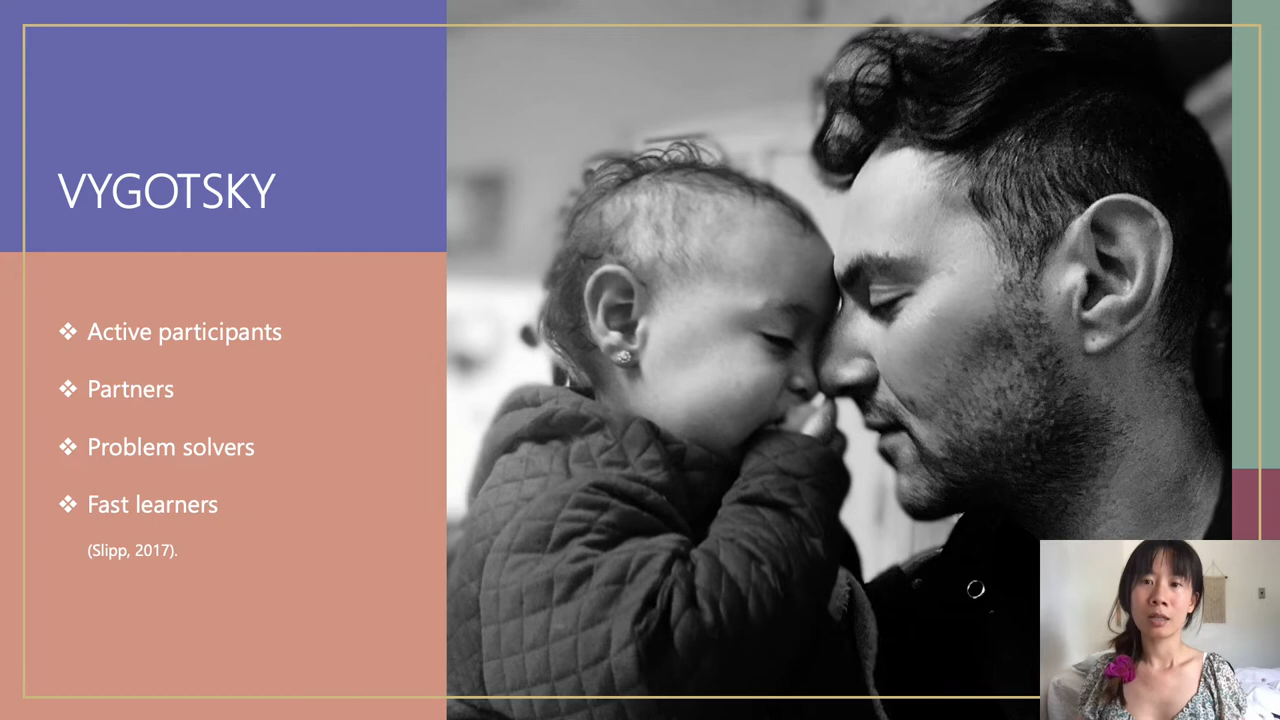 VYGOTSKY
❖ Active participants
❖ Partners
❖ Problem solvers
❖ Fast learners
(Slipp, 2017).